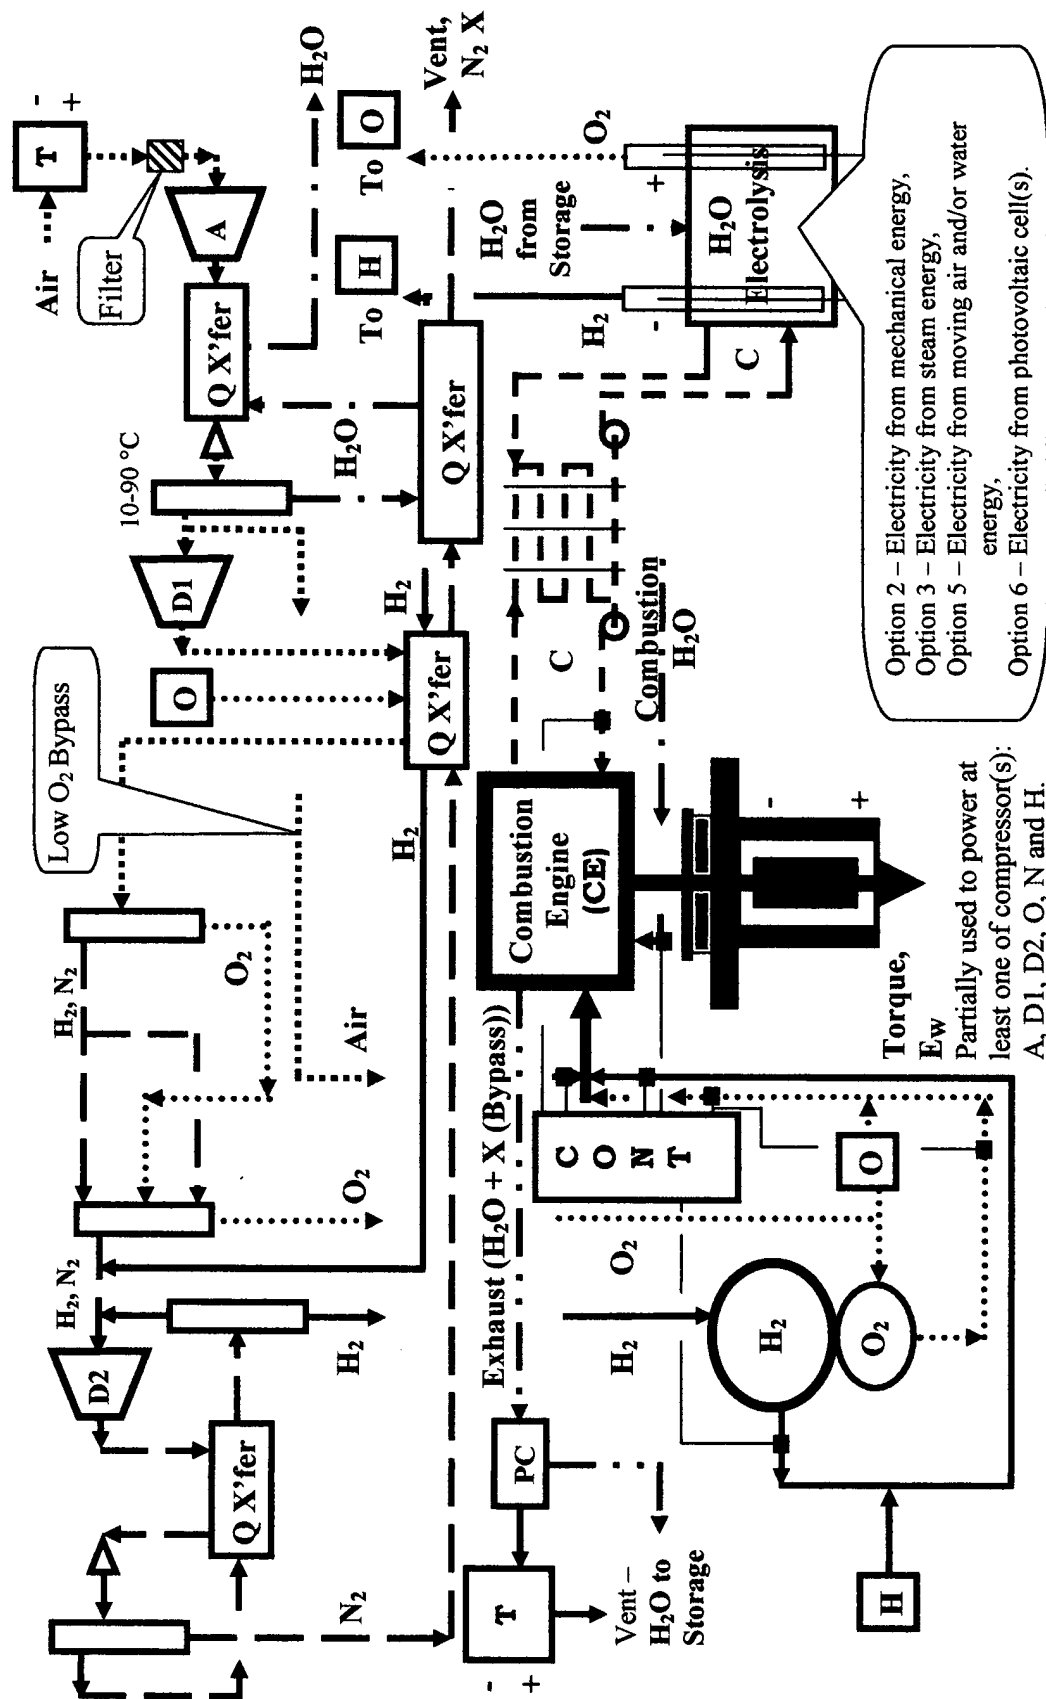 T
-
+
N₂
Q X'fer
D2
H₂
H₂, N₂
O₂
Air
H₂, N₂
O₂
Low O₂ Bypass
H₂
O
D1
10-90 °C
Q X'fer
H₂
H₂O
Q X'fer
Q X'fer
A
Filter
Air
T
-
+
H₂O
Vent,
N₂ X
To
H
To
O
Vent –
H₂O to
Storage
PC
Exhaust (H₂O + X (Bypass))
Combustion
Engine
(CE)
C
C
H₂
H₂O
from
Storage
O₂
-
+
H₂O
Electrolysis
Combustion
H₂O
H₂
O₂
C
O
N
T
H₂
O₂
O
H
-
+
Torque,
Ew
Partially used to power at
least one of compressor(s):
A, D1, D2, O, N and H.
Option 2 – Electricity from mechanical energy,
Option 3 – Electricity from steam energy,
Option 5 – Electricity from moving air and/or water
energy,
Option 6 – Electricity from photovoltaic cell(s).